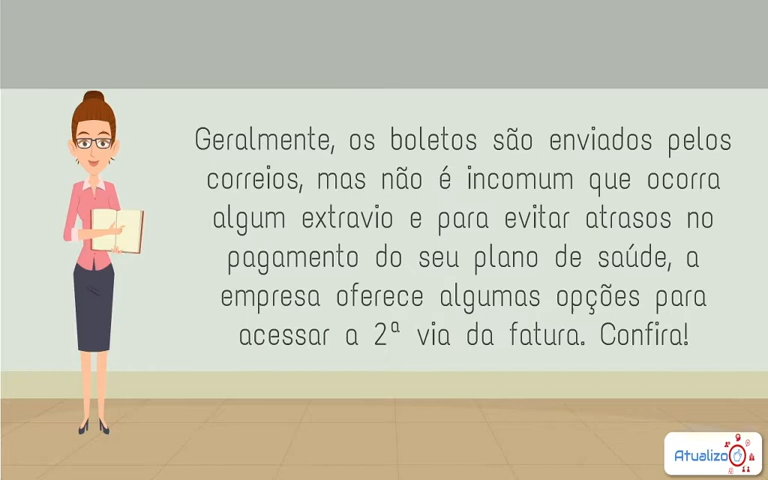 Geralmente, os boletos são enviados pelos
correios, mas não é incomum que ocorra
algum extravio e para evitar atrasos no
pagamento do seu plano de saúde, a
empresa oferece algumas opções para
acessar a 2ª via da fatura. Confira!
Atualizo